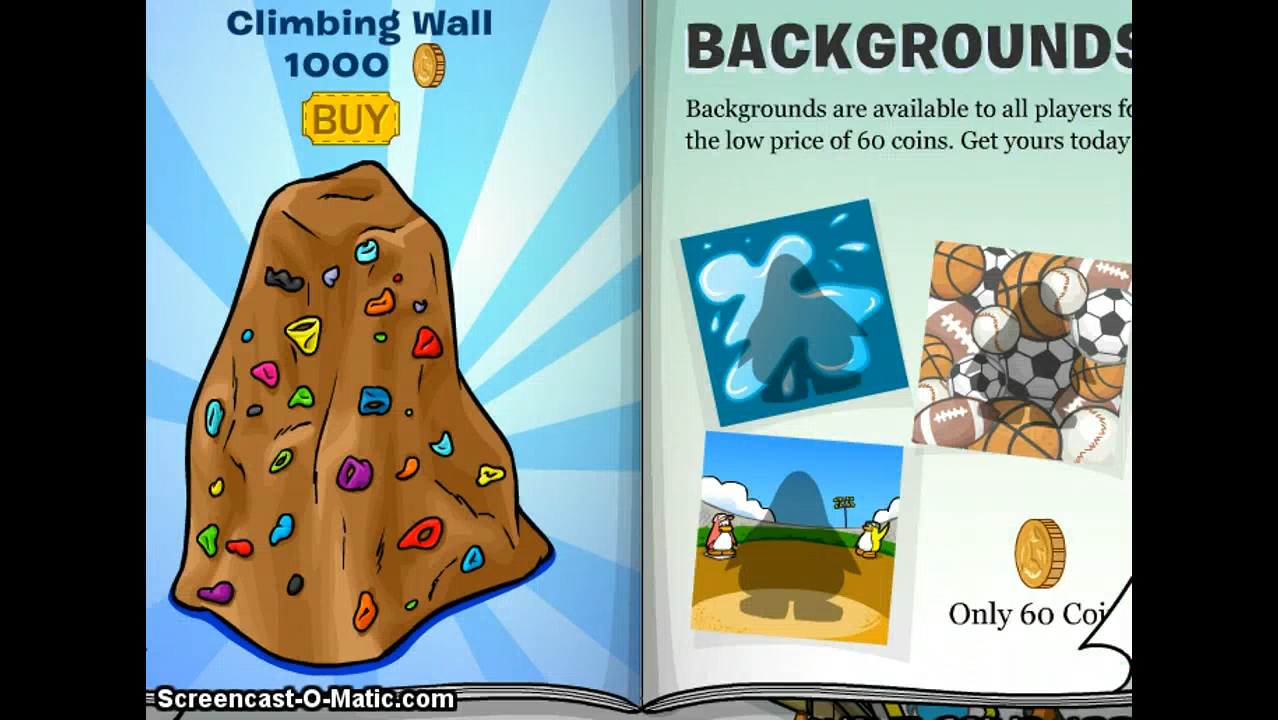 Climbing Wall
1000
BUY
BACKGROUNDS
Backgrounds are available to all players fo
the low price of 60 coins. Get yours today
Only 60 Coi
Screencast-O-Matic.com